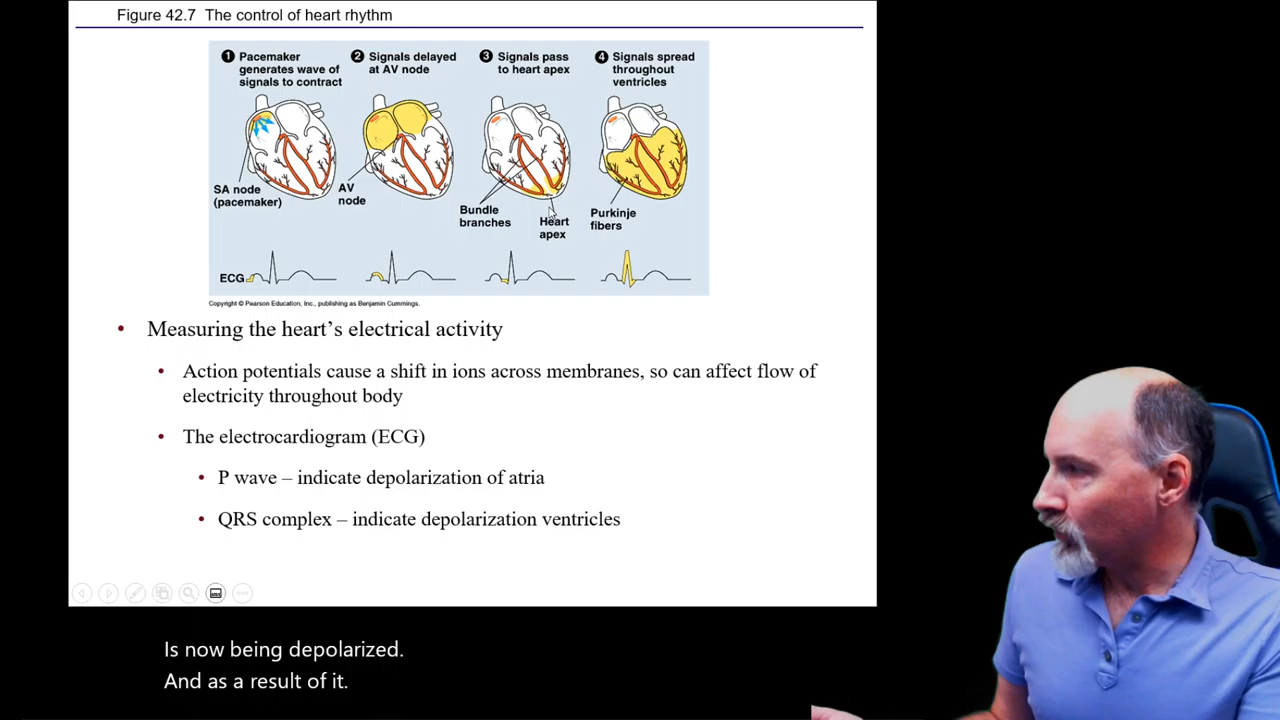 Figure 42.7 The control of heart rhythm
1 Pacemaker
generates wave of
signals to contract
2 Signals delayed
at AV node
3 Signals pass
to heart apex
4 Signals spread
throughout
ventricles
SA node
(pacemaker)
AV
node
Bundle
branches
Heart
apex
Purkinje
fibers
ECG
Copyright © Pearson Education, Inc., publishing as Benjamin Cummings.
• Measuring the heart’s electrical activity
• Action potentials cause a shift in ions across membranes, so can affect flow of
electricity throughout body
• The electrocardiogram (ECG)
• P wave – indicate depolarization of atria
• QRS complex – indicate depolarization ventricles
Is now being depolarized.
And as a result of it.